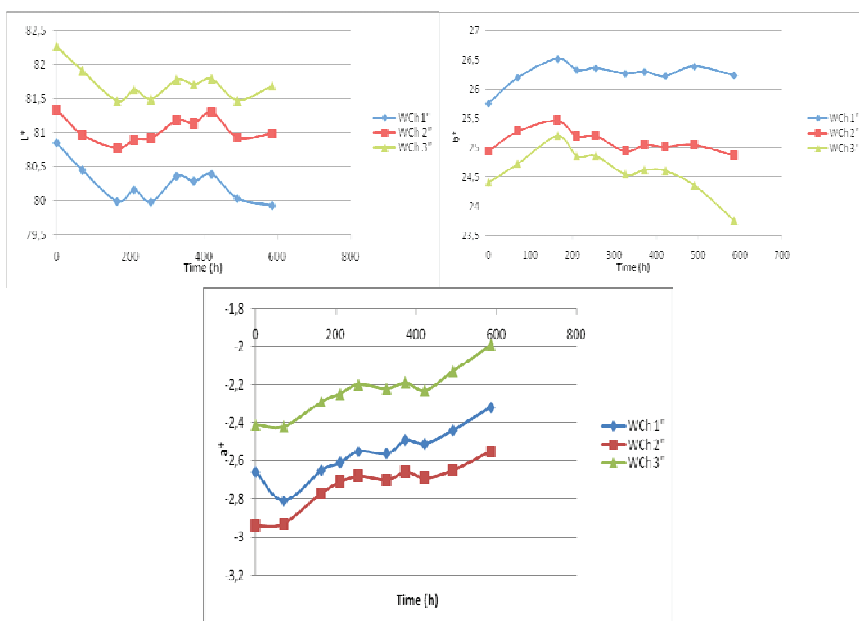 82,5
82
81,5
81
80,5
80
79,5
0
200
400
600
800
L*
Time (h)
WCh 1"
WCh 2"
WCh 3"
27
26,5
26
25,5
25
24,5
24
23,5
0
100
200
300
400
500
600
700
b*
Time (h)
WCh 1"
WCh 2"
WCh 3"
-1,8
-2
-2,2
-2,4
-2,6
-2,8
-3
-3,2
0
200
400
600
800
a*
Time (h)
WCh 1"
WCh 2"
WCh 3"